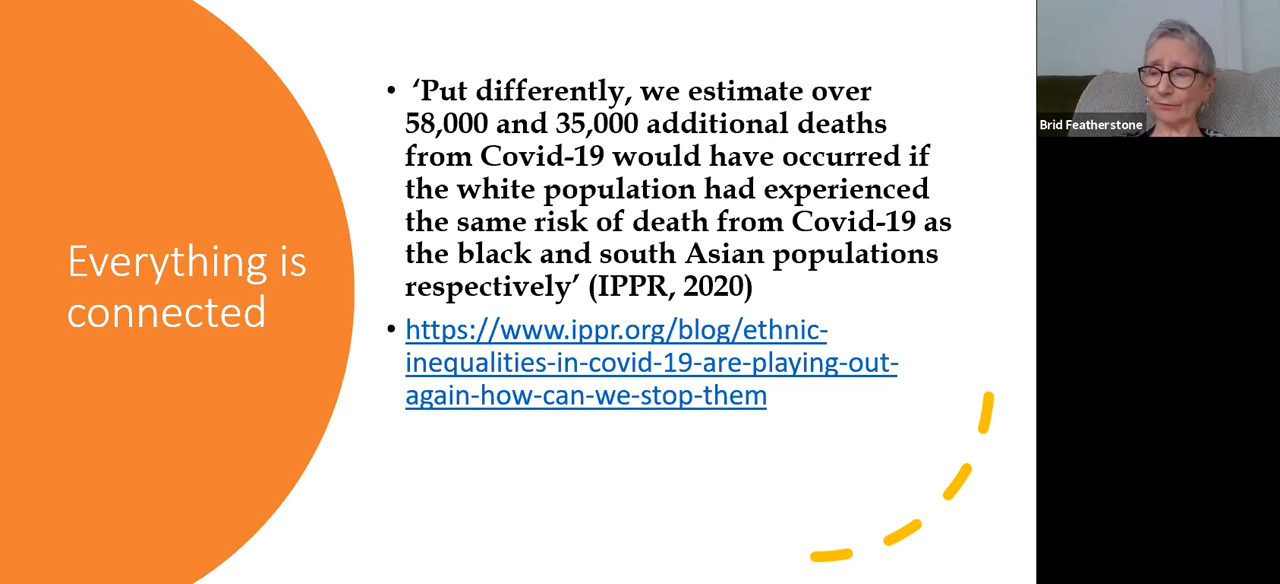 Everything is
connected
• ‘Put differently, we estimate over
58,000 and 35,000 additional deaths
from Covid-19 would have occurred if
the white population had experienced
the same risk of death from Covid-19 as
the black and south Asian populations
respectively’ (IPPR, 2020)
• https://www.ippr.org/blog/ethnic-
inequalities-in-covid-19-are-playing-out-
again-how-can-we-stop-them
Brid Featherstone